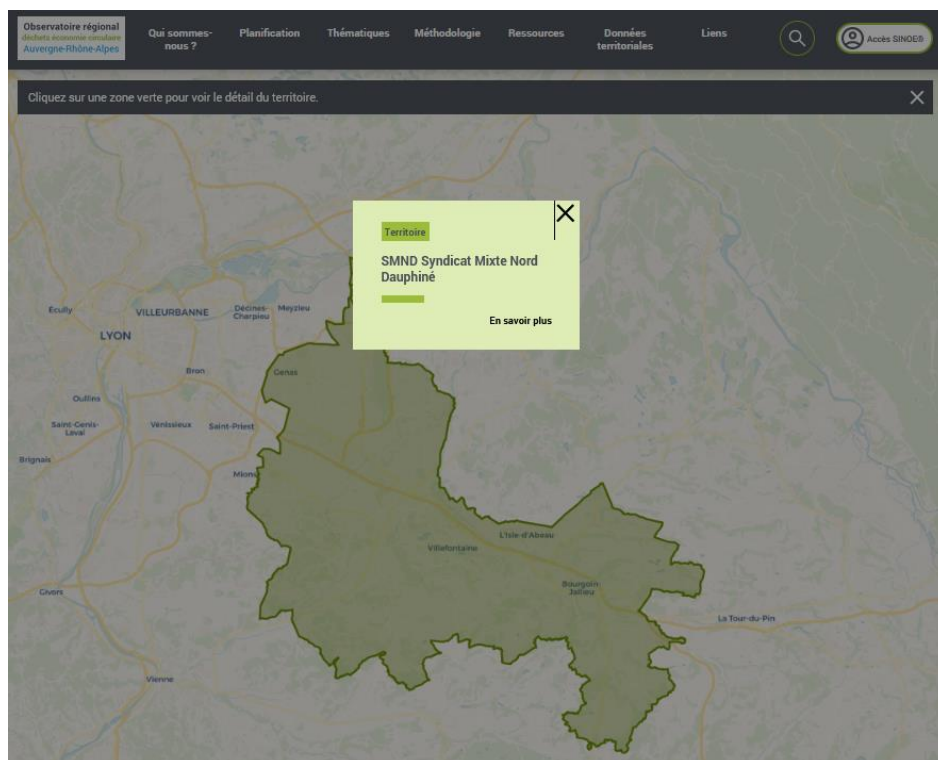 Observatoire régional
déchets économie circulaire
Auvergne-Rhône-Alpes
Qui sommes-
nous ?
Planification
Thématiques
Méthodologie
Ressources
Données
territoriales
Liens
Accès SINOE®
Cliquez sur une zone verte pour voir le détail du territoire.
Territoire
SMND Syndicat Mixte Nord
Dauphiné
En savoir plus
Écully
VILLEURBANNE
Décines-
Charpieu
Meyzieu
LYON
Bron
Genas
Oullins
Saint-Genis-
Laval
Vénissieux
Saint-Priest
Brignais
Mions
L'Isle-d'Abeau
Villefontaine
Bourgoin-
Jallieu
Givors
La Tour-du-Pin
Vienne